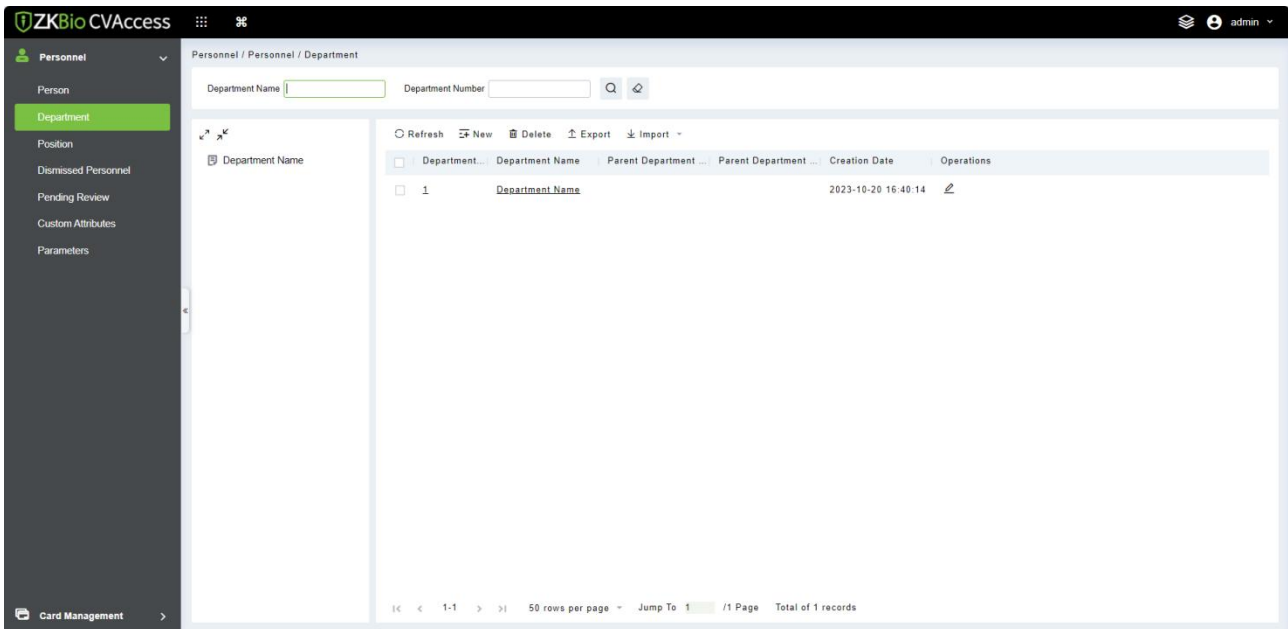 ZKBio CVAccess
admin
Personnel
Person
Department
Position
Dismissed Personnel
Pending Review
Custom Attributes
Parameters
Card Management
Personnel / Personnel / Department
Department Name Department Number
Department Name
Refresh New Delete Export Import
Department... Department Name Parent Department ... Parent Department ... Creation Date Operations
1 Department Name 2023-10-20 16:40:14
1-1 50 rows per page Jump To 1 /1 Page Total of 1 records